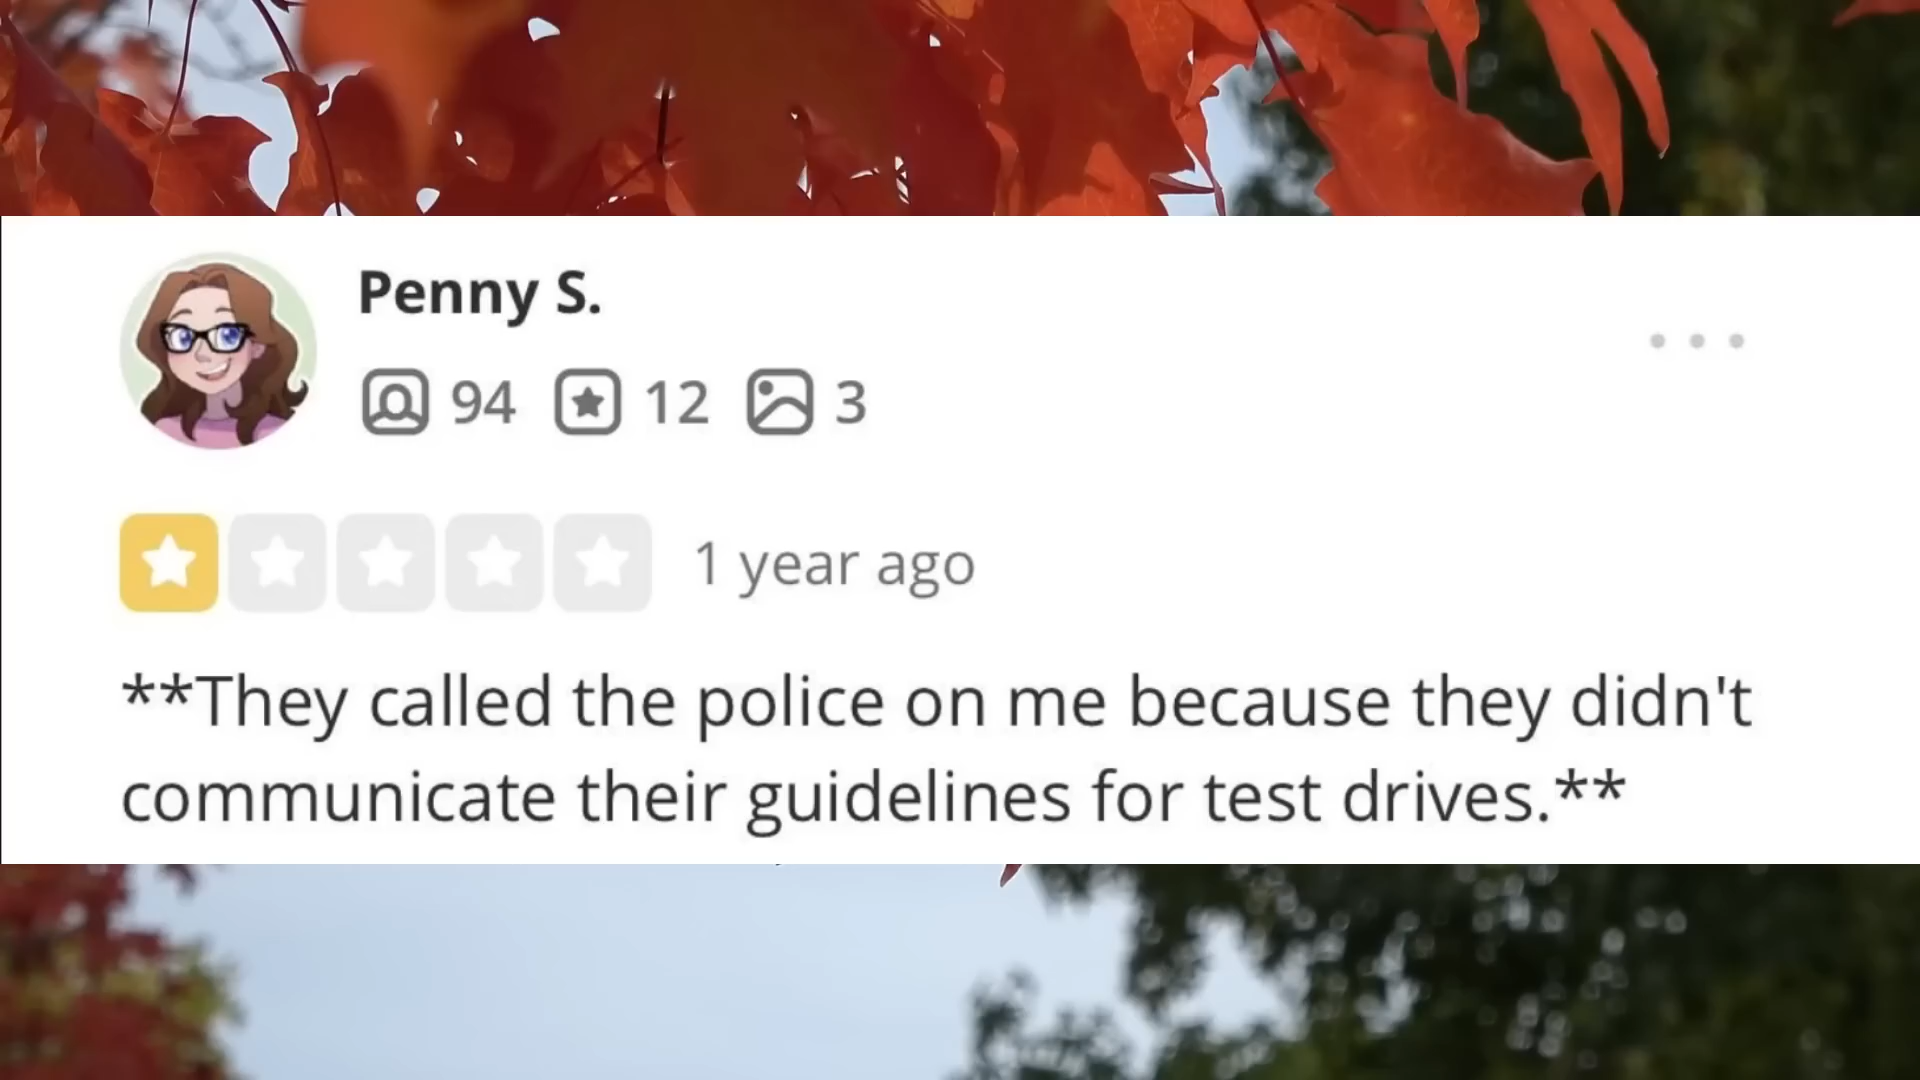 Penny S.
94 12 3
1 year ago
**They called the police on me because they didn't
communicate their guidelines for test drives.**